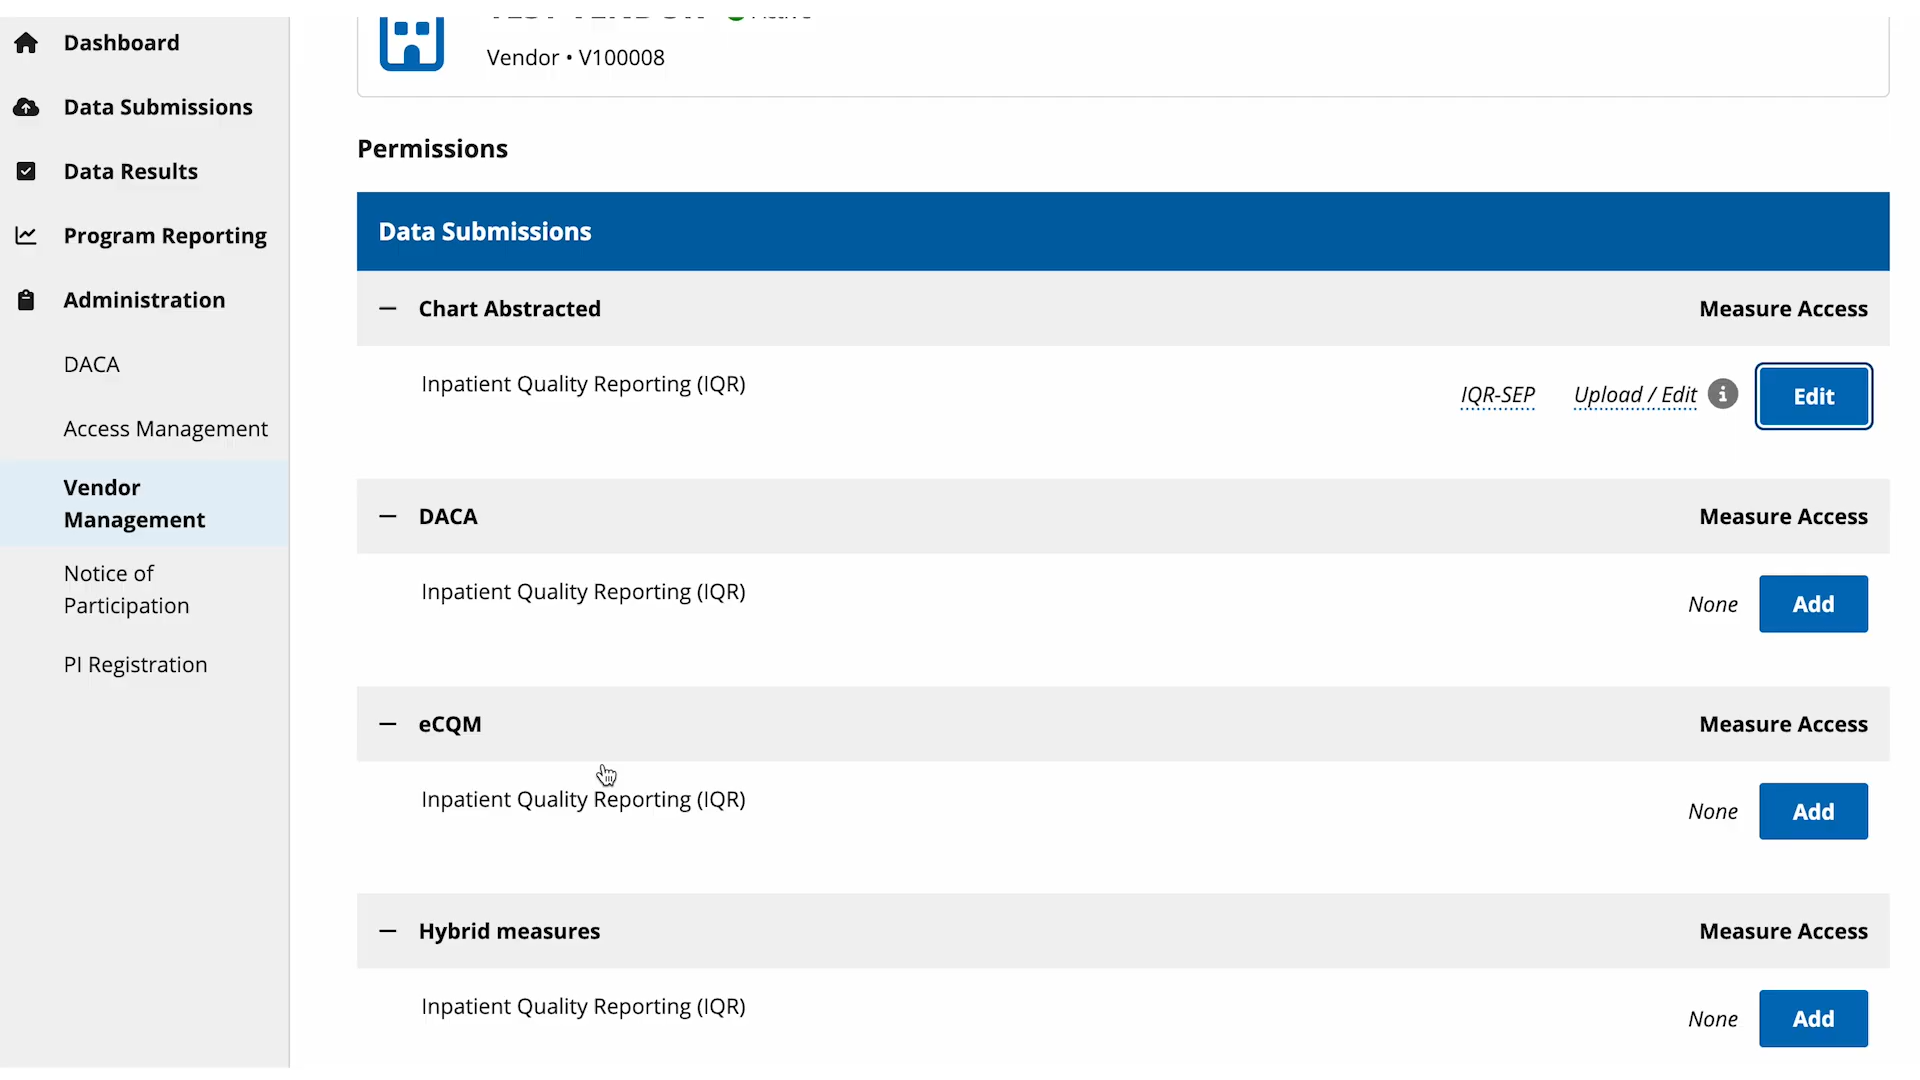 Dashboard
Data Submissions
Data Results
Program Reporting
Administration
DACA
Access Management
Vendor
Management
Notice of
Participation
PI Registration
TEST VENDOR Active
Vendor • V100008
Permissions
Data Submissions
Chart Abstracted Measure Access
Inpatient Quality Reporting (IQR) IQR-SEP Upload / Edit Edit
DACA Measure Access
Inpatient Quality Reporting (IQR) None Add
eCQM Measure Access
Inpatient Quality Reporting (IQR) None Add
Hybrid measures Measure Access
Inpatient Quality Reporting (IQR) None Add